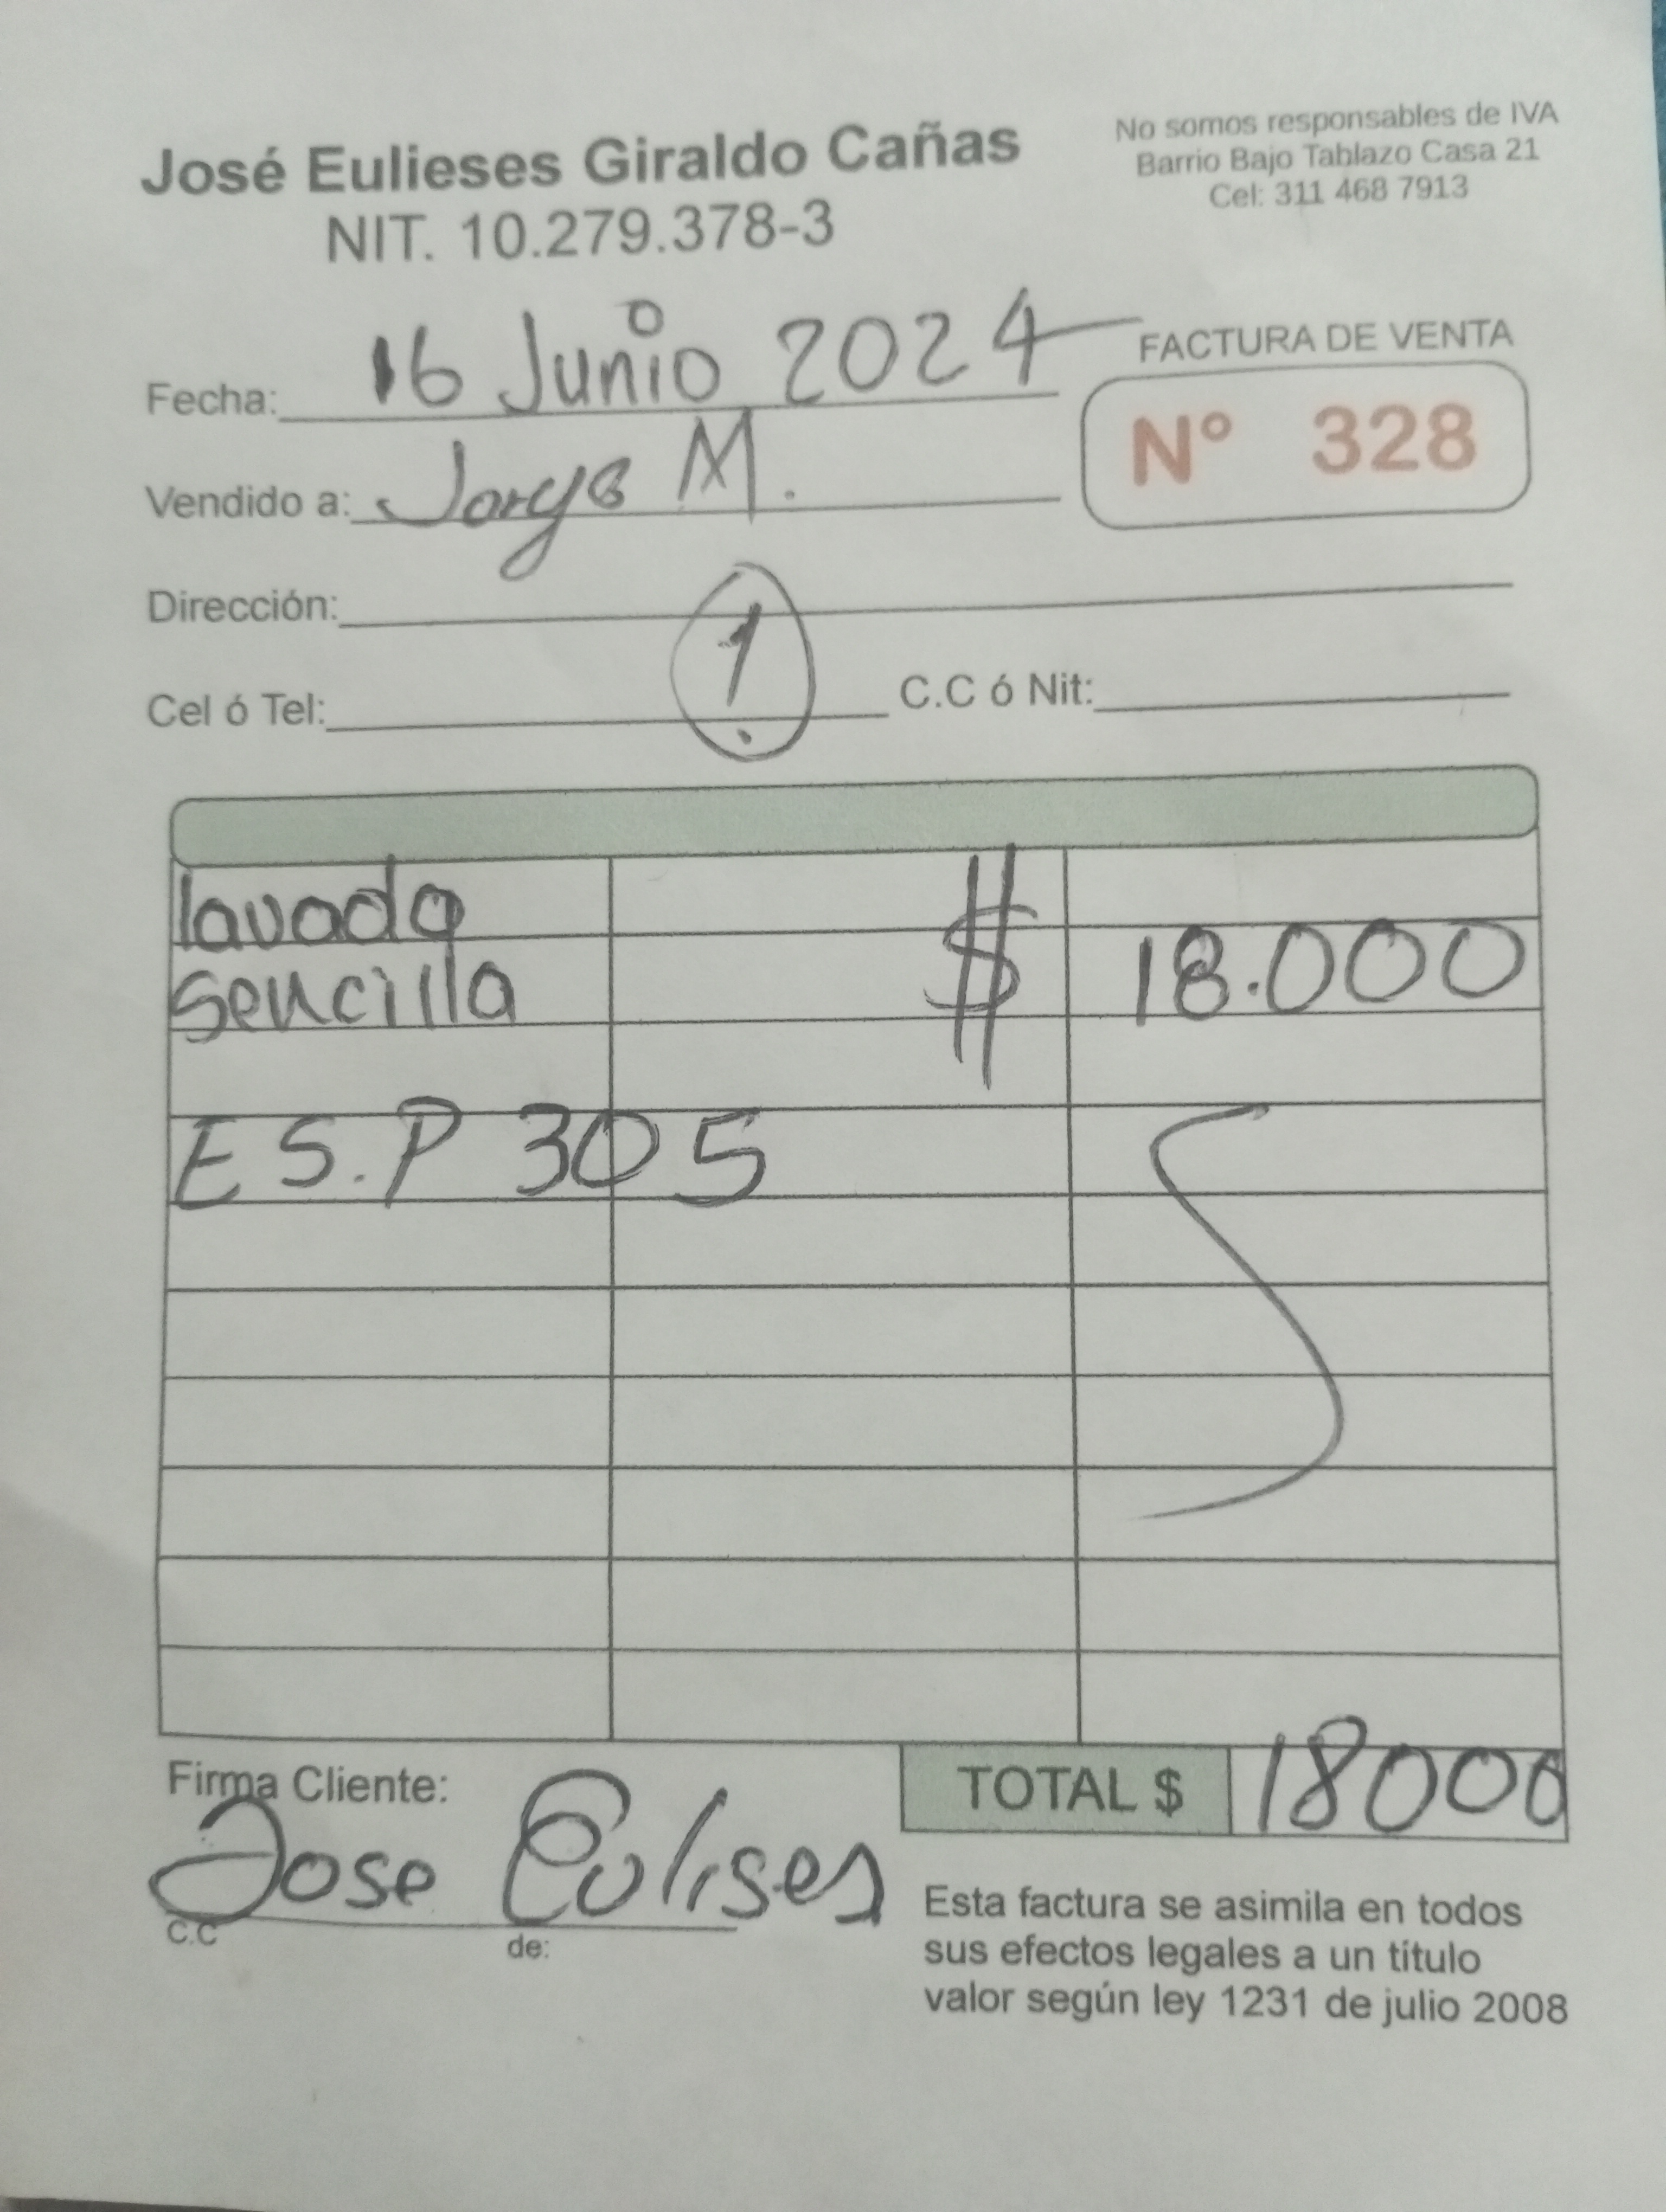 José Eulieses Giraldo Cañas
NIT. 10.279.378-3
No somos responsables de IVA
Barrio Bajo Tablazo Casa 21
Cel: 311 468 7913
Fecha: 16 Junio 2024
FACTURA DE VENTA
N° 328
Vendido a: Jorge M.
Dirección:
1
Cel ó Tel: C.C ó Nit:
lavada
sencilla $ 18.000
ES.P 305
TOTAL $ 18000
Firma Cliente:
Jose Eulises
C.C de:
Esta factura se asimila en todos
sus efectos legales a un titulo
valor según ley 1231 de julio 2008